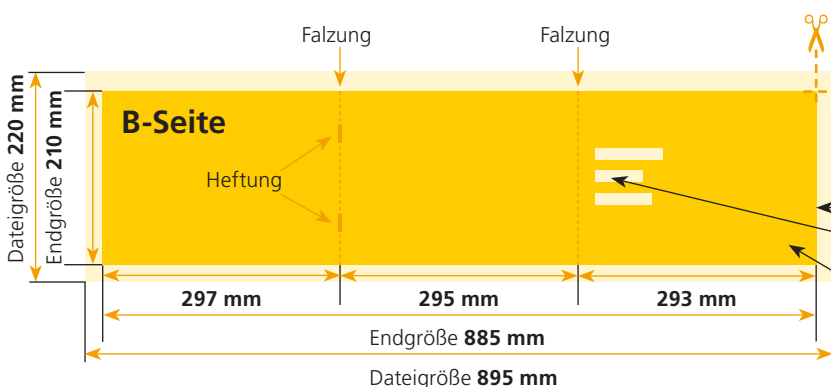 Falzung
Falzung
B-Seite
Heftung
Dateigröße 220 mm
Endgröße 210 mm
297 mm
295 mm
293 mm
Endgröße 885 mm
Dateigröße 895 mm